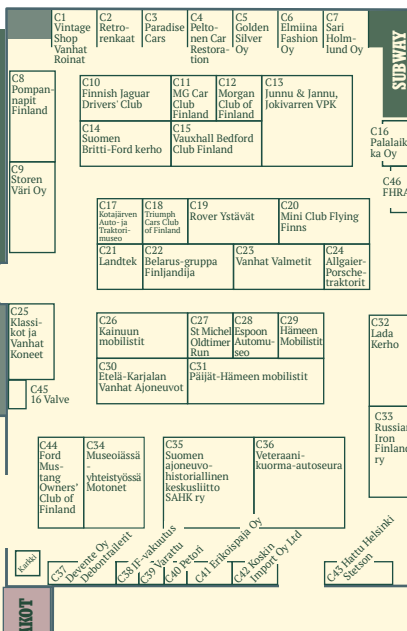 C1
Vintage
Shop
Vanhat
Roinat
C2
Retro-
renkaat
C3
Paradise
Cars
C4
Pelto-
nen Car
Restora-
tion
C5
Golden
Silver
Oy
C6
Elmiina
Fashion
Oy
C7
Sari
Holm-
lund Oy
SUBWAY
C8
Pompan-
napit
Finland
C10
Finnish Jaguar
Drivers' Club
C11
MG Car
Club
Finland
C12
Morgan
Club of
Finland
C13
Junnu & Jannu,
Jokivarren VPK
C14
Suomen
Britti-Ford kerho
C15
Vauxhall Bedford
Club Finland
C16
Palalaik
ka Oy
C9
Storen
Väri Oy
C46
FHRA
C17
Kotajärven
Auto- ja
Traktori-
museo
C18
Triumph
Cars Club
of Finland
C19
Rover Ystävät
C20
Mini Club Flying
Finns
C21
Landtek
C22
Belarus-gruppa
Finljandija
C23
Vanhat Valmetit
C24
Allgaier-
Porsche-
traktorit
C25
Klassi-
kot ja
Vanhat
Koneet
C26
Kainuun
mobilistit
C27
St Michel
Oldtimer
Run
C28
Espoon
Automu-
seo
C29
Hämeen
Mobilistit
C32
Lada
Kerho
C30
Etelä-Karjalan
Vanhat Ajoneuvot
C31
Päijät-Hämeen mobilistit
C45
16 Valve
C33
Russian
Iron
Finland
ry
C44
Ford
Mus-
tang
Owners'
Club of
Finland
C34
Museoiässä
-
yhteistyössä
Motonet
C35
Suomen
ajoneuvo-
historiallinen
keskusliitto
SAHK ry
C36
Veteraani-
kuorma-autoseura
Karkki
C37
Devente Oy
Debontrailerit
C38 IF-vakuutus
C39 Varattu
C40 Petori
C41 Erikoispaja Oy
C42 Koskin
Import Oy Ltd
C43 Hattu Helsinki
Stetson
AKOT